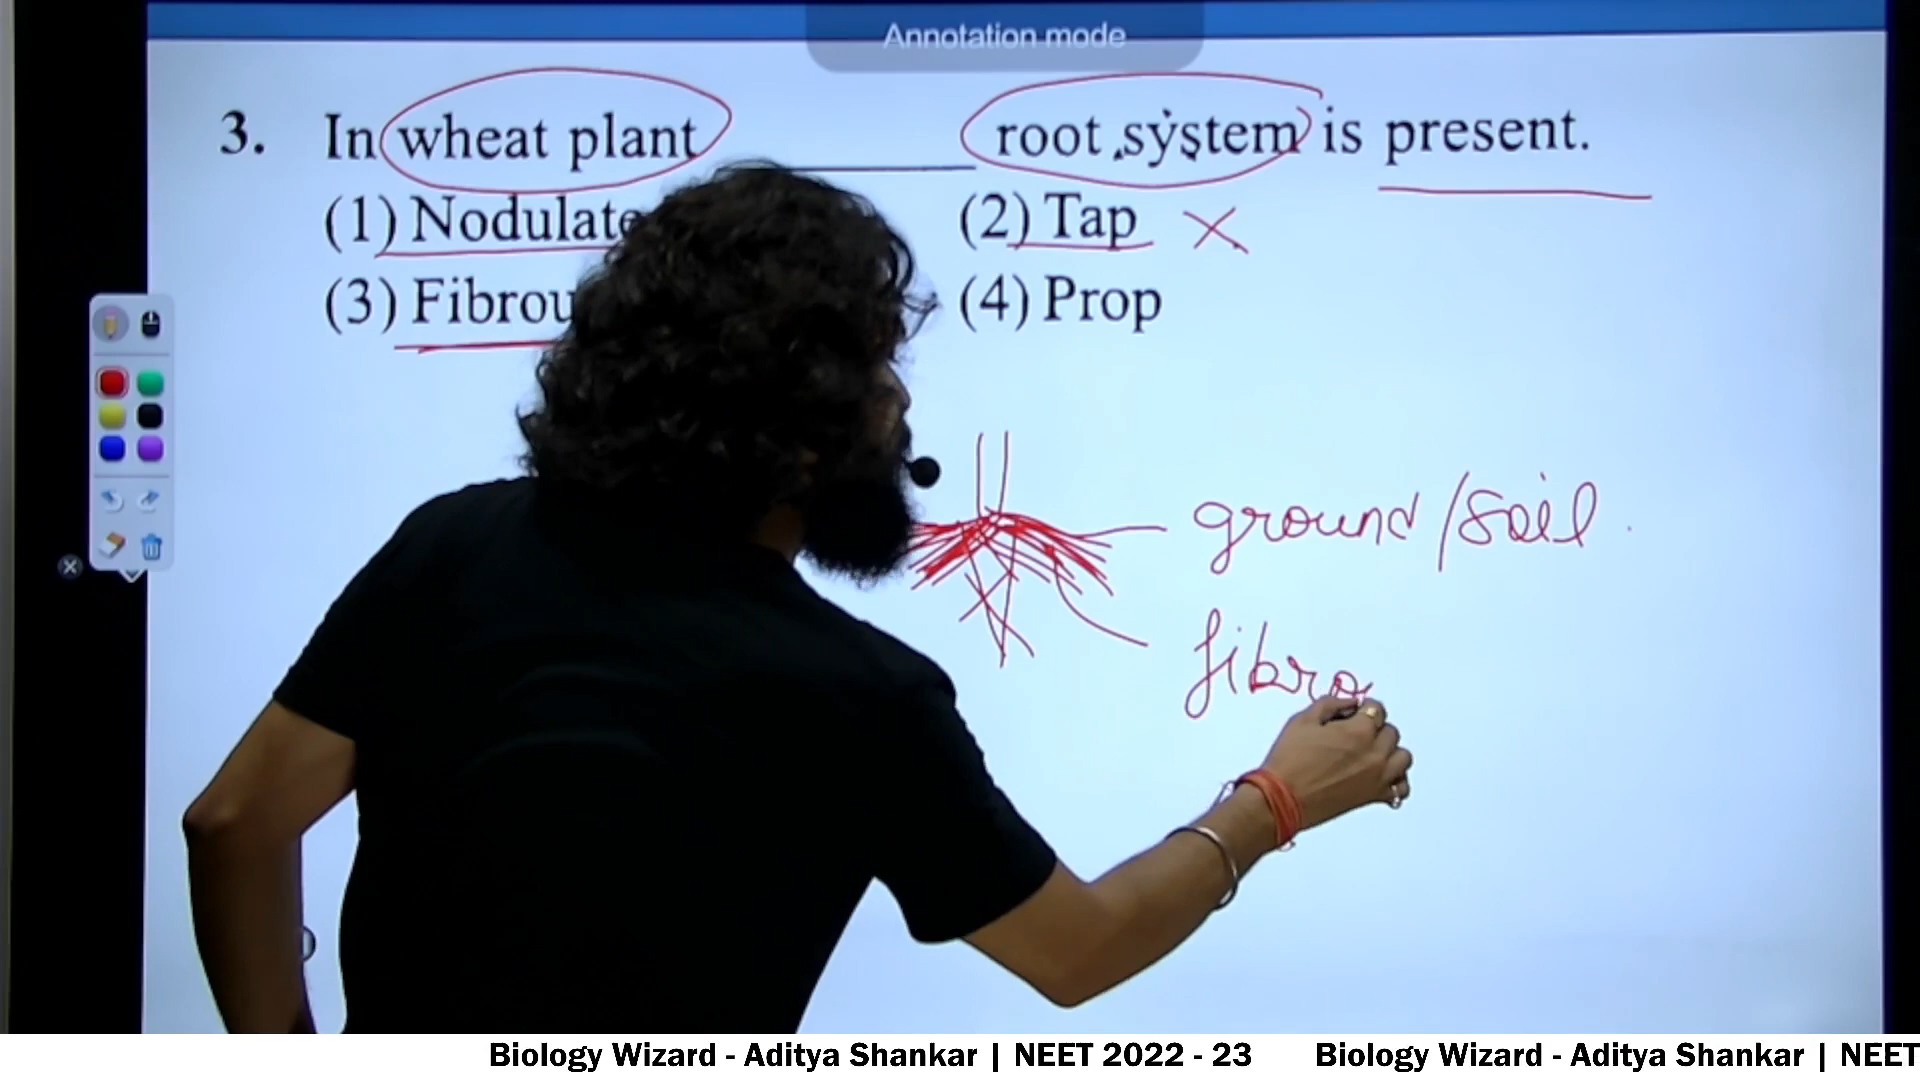 Annotation mode
3. In wheat plant root system is present.
(1) Nodulate (2) Tap
(3) Fibrou (4) Prop
ground/soil.
fibro
Biology Wizard - Aditya Shankar | NEET 2022 - 23 Biology Wizard - Aditya Shankar | NEET